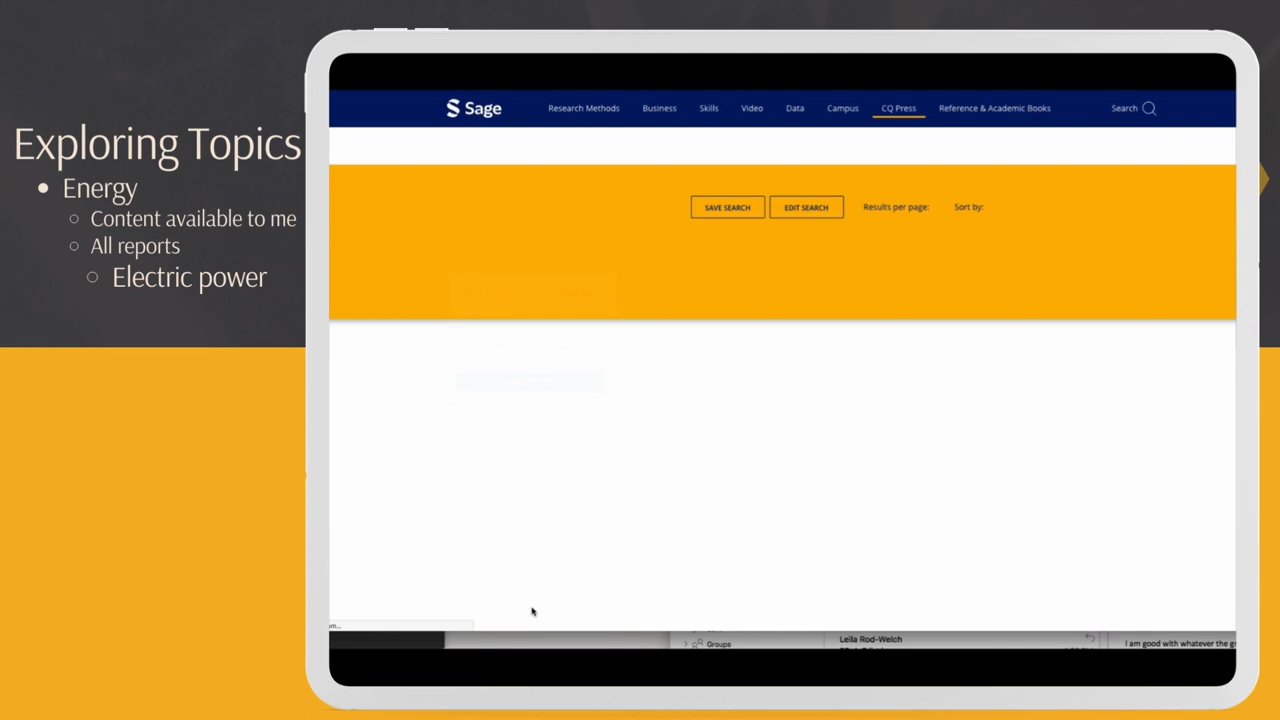 Exploring Topics
Energy
Content available to me
All reports
Electric power
Sage
Research Methods
Business
Skills
Video
Data
Campus
CQ Press
Reference & Academic Books
Search
SAVE SEARCH
EDIT SEARCH
Results per page:
Sort by:
Groups
Leila Rod-Welch
I am good with whatever the